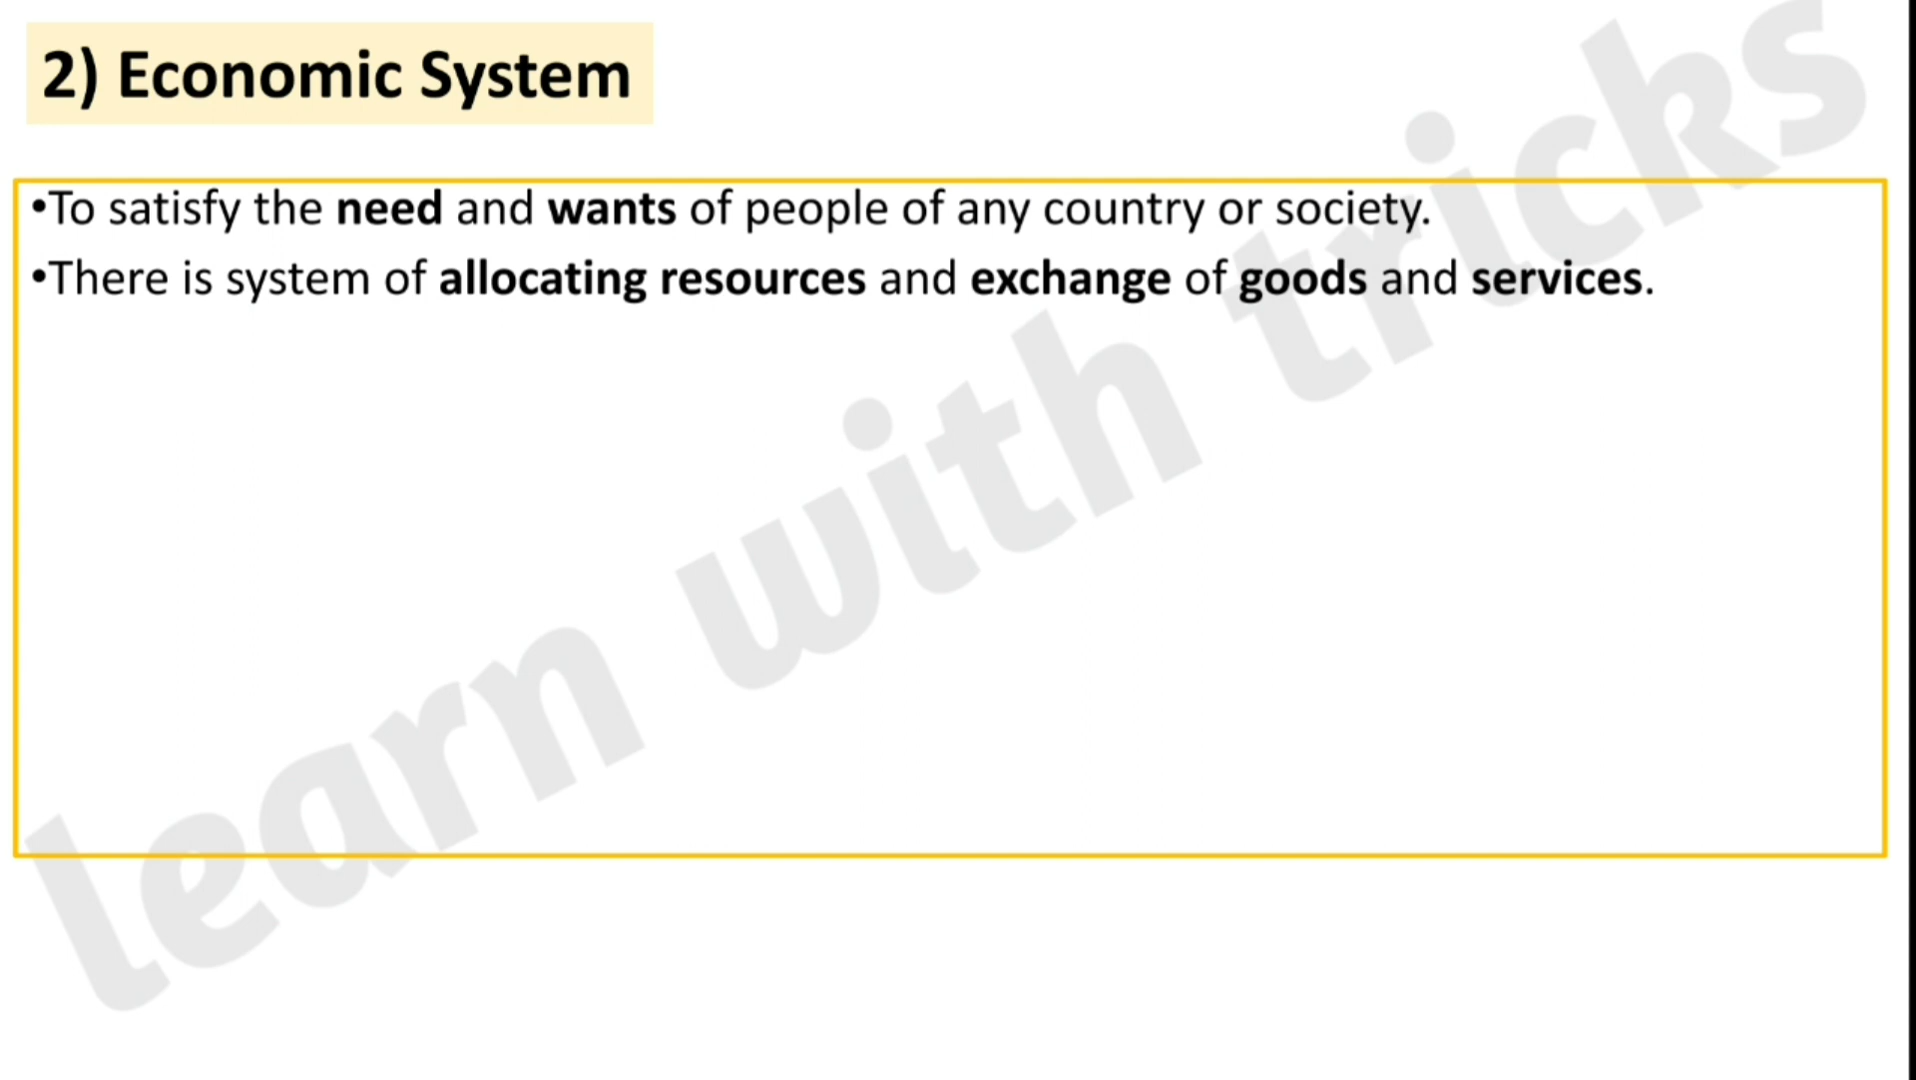 2) Economic System
•To satisfy the need and wants of people of any country or society.
•There is system of allocating resources and exchange of goods and services.
learn with tricks